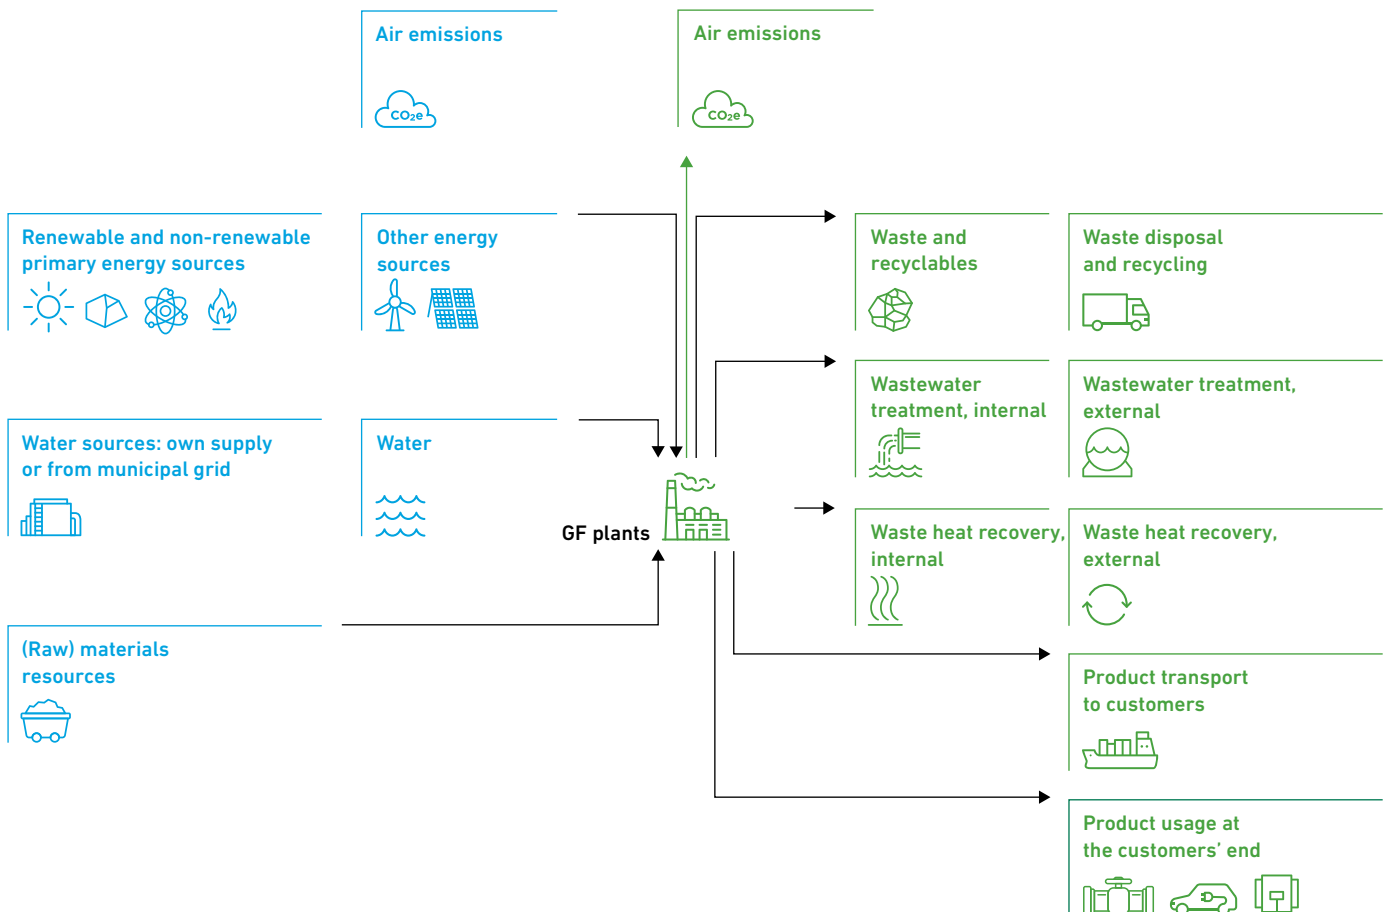 Air emissions
CO₂e
Air emissions
CO₂e
Renewable and non-renewable
primary energy sources
Other energy
sources
Waste and
recyclables
Waste disposal
and recycling
Wastewater
treatment, internal
Wastewater treatment,
external
Water sources: own supply
or from municipal grid
Water
GF plants
Waste heat recovery,
internal
Waste heat recovery,
external
(Raw) materials
resources
Product transport
to customers
Product usage at
the customers’ end